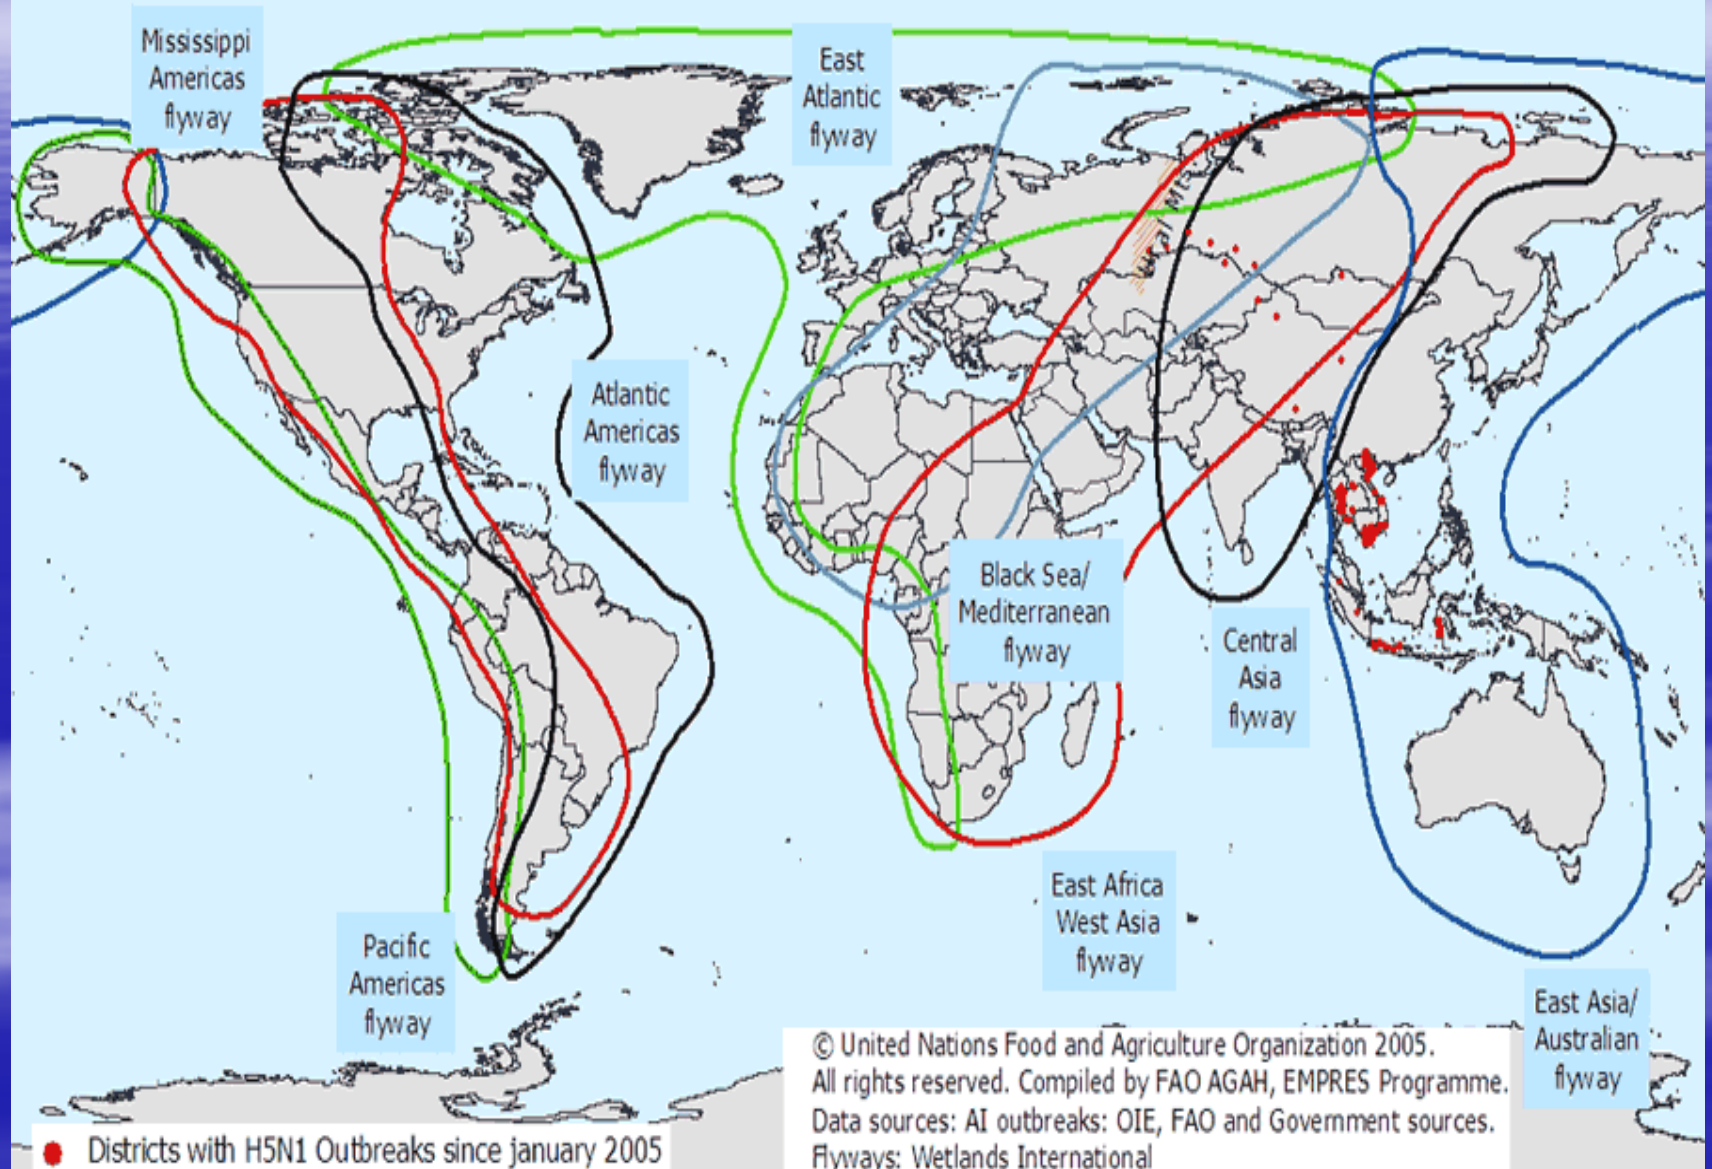 Mississippi
Americas
flyway
East
Atlantic
flyway
Atlantic
Americas
flyway
Black Sea/
Mediterranean
flyway
Central
Asia
flyway
East Africa
West Asia
flyway
Pacific
Americas
flyway
East Asia/
Australian
flyway
© United Nations Food and Agriculture Organization 2005.
All rights reserved. Compiled by FAO AGAH, EMPRES Programme.
Data sources: AI outbreaks: OIE, FAO and Government sources.
Flyways: Wetlands International
Districts with H5N1 Outbreaks since january 2005